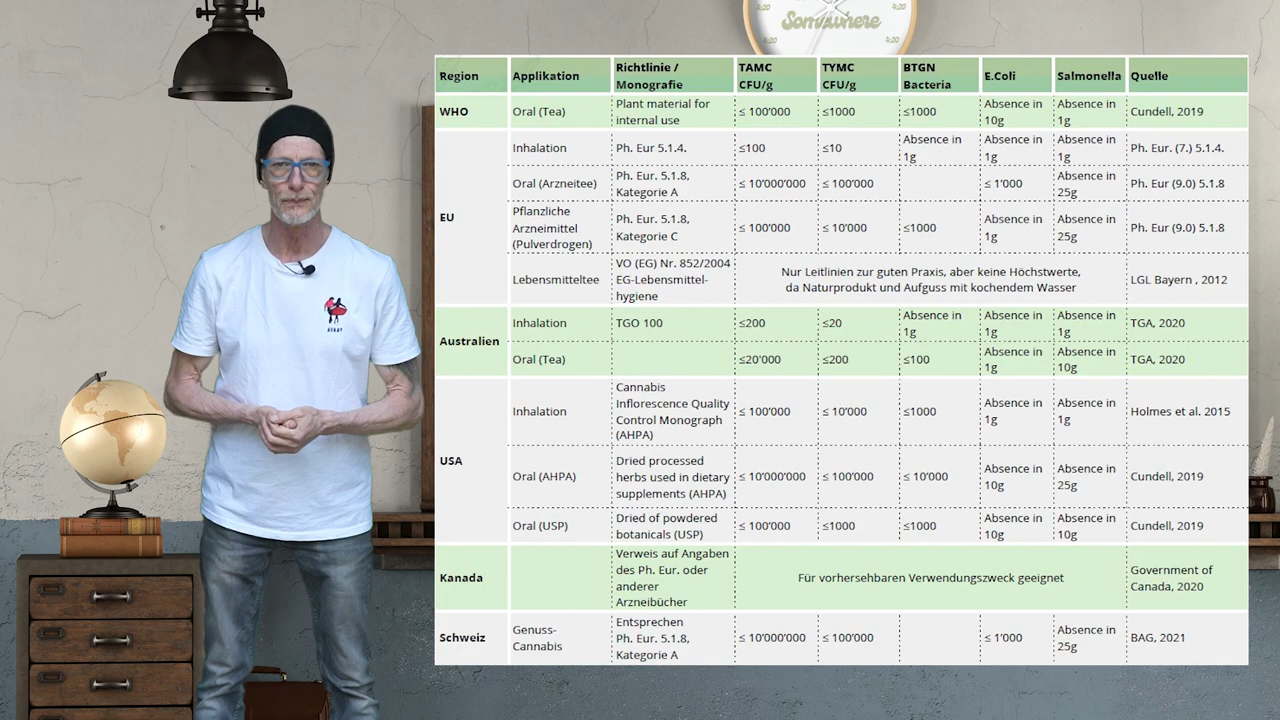 Somewhere
4:20
4:20
4:20
4:20
Region Applikation Richtlinie / Monografie TAMC CFU/g TYMC CFU/g BTGN Bacteria E.Coli Salmonella Quelle
WHO Oral (Tea) Plant material for internal use ≤ 100'000 ≤1000 ≤1000 Absence in 10g Absence in 1g Cundell, 2019
EU
Inhalation Ph. Eur 5.1.4. ≤100 ≤10 Absence in 1g Absence in 1g Absence in 1g Ph. Eur. (7.) 5.1.4.
Oral (Arzneitee) Ph. Eur. 5.1.8, Kategorie A ≤ 10'000'000 ≤ 100'000 ≤ 1'000 Absence in 25g Ph. Eur (9.0) 5.1.8
Pflanzliche Arzeimittel (Pulverdrogen) Ph. Eur. 5.1.8, Kategorie C ≤ 100'000 ≤ 10'000 ≤1000 Absence in 1g Absence in 25g Ph. Eur (9.0) 5.1.8
Lebensmitteltee VO (EG) Nr. 852/2004 EG-Lebensmittel-hygiene Nur Leitlinien zur guten Praxis, aber keine Höchstwerte, da Naturprodukt und Aufguss mit kochendem Wasser LGL Bayern , 2012
Australien
Inhalation TGO 100 ≤200 ≤20 Absence in 1g Absence in 1g Absence in 1g TGA, 2020
Oral (Tea) ≤20'000 ≤200 ≤100 Absence in 1g Absence in 10g TGA, 2020
USA
Inhalation Cannabis Inflorescence Quality Control Monograph (AHPA) ≤ 100'000 ≤ 10'000 ≤1000 Absence in 1g Absence in 1g Holmes et al. 2015
Oral (AHPA) Dried processed herbs used in dietary supplements (AHPA) ≤ 10'000'000 ≤ 100'000 ≤ 10'000 Absence in 10g Absence in 25g Cundell, 2019
Oral (USP) Dried of powdered botanicals (USP) ≤ 100'000 ≤1000 ≤1000 Absence in 10g Absence in 10g Cundell, 2019
Kanada Verweis auf Angaben des Ph. Eur. oder anderer Arzneibücher Für vorhersehbaren Verwendungszweck geeignet Government of Canada, 2020
Schweiz Genuss-Cannabis Entsprechen Ph. Eur. 5.1.8, Kategorie A ≤ 10'000'000 ≤ 100'000 ≤ 1'000 Absence in 25g BAG, 2021